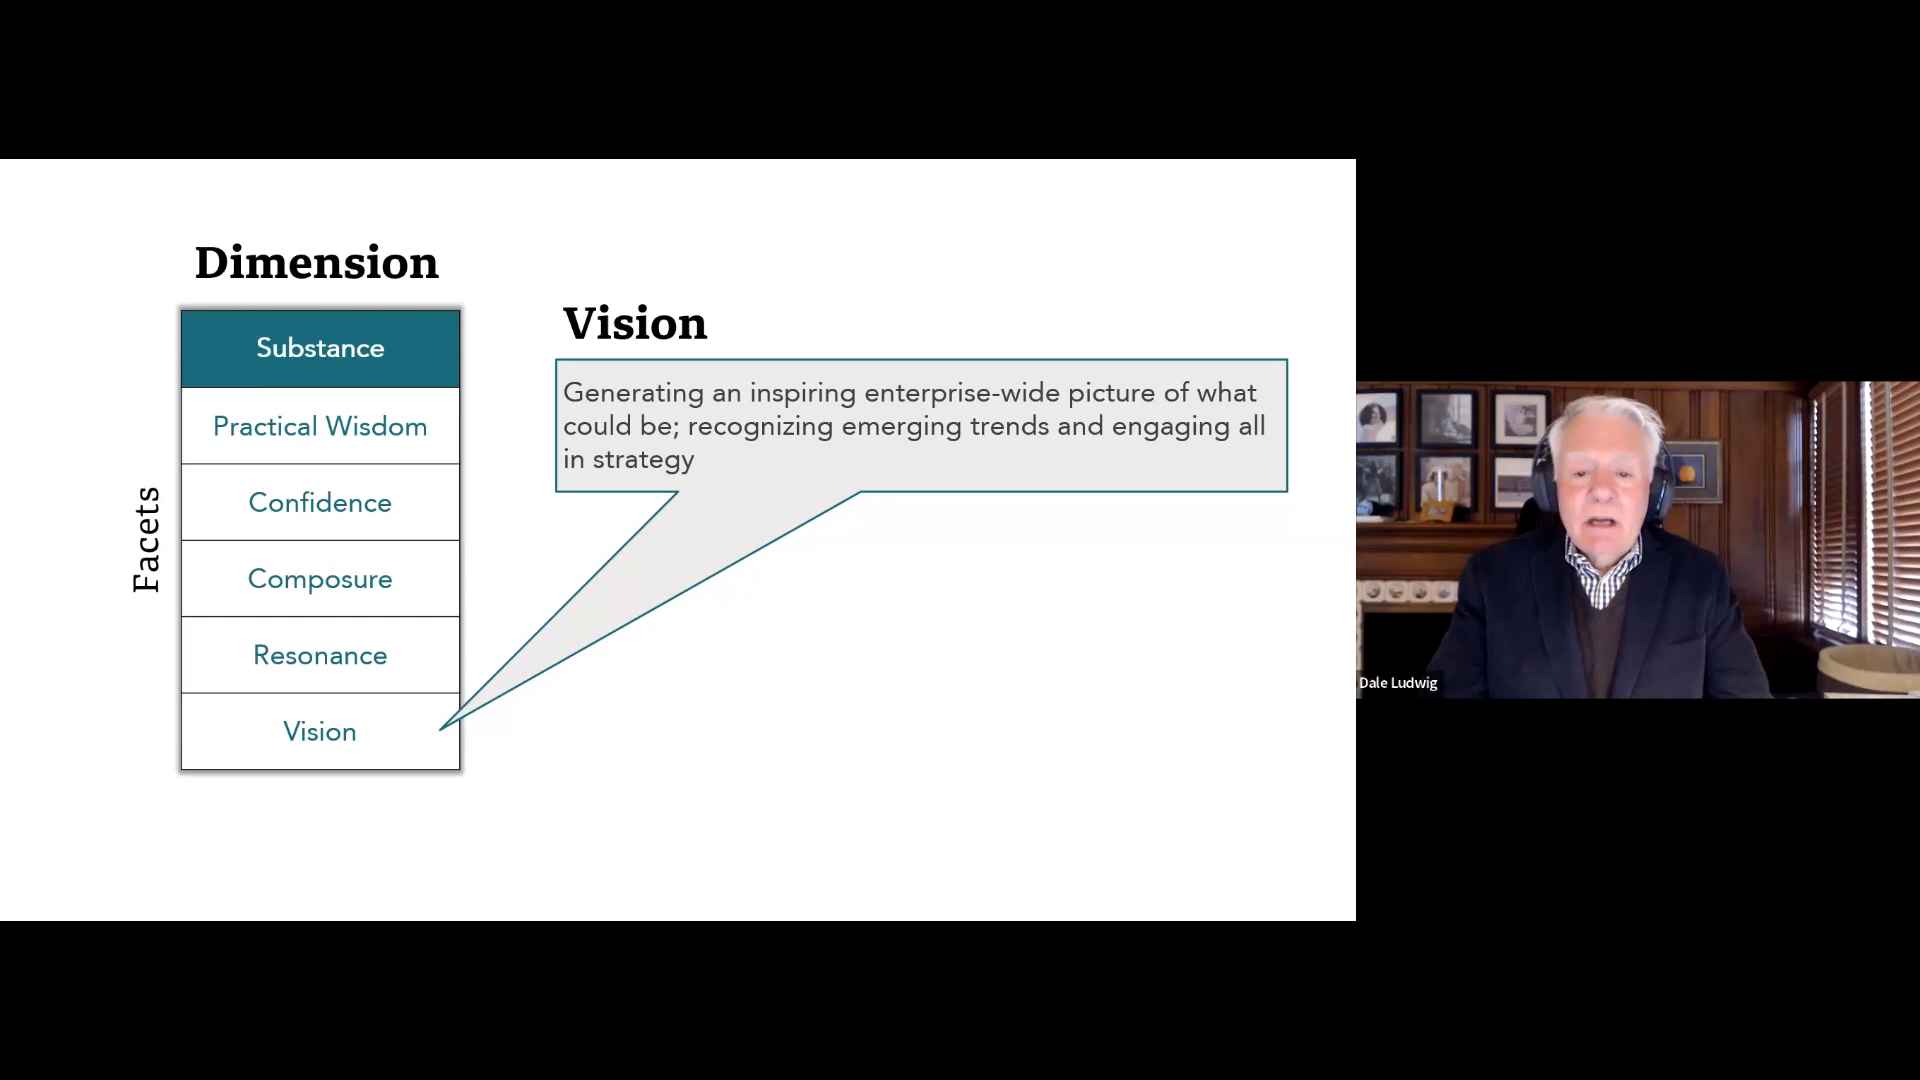 Dimension
Substance
Practical Wisdom
Confidence
Composure
Resonance
Vision
Facets
Vision
Generating an inspiring enterprise-wide picture of what
could be; recognizing emerging trends and engaging all
in strategy
Dale Ludwig